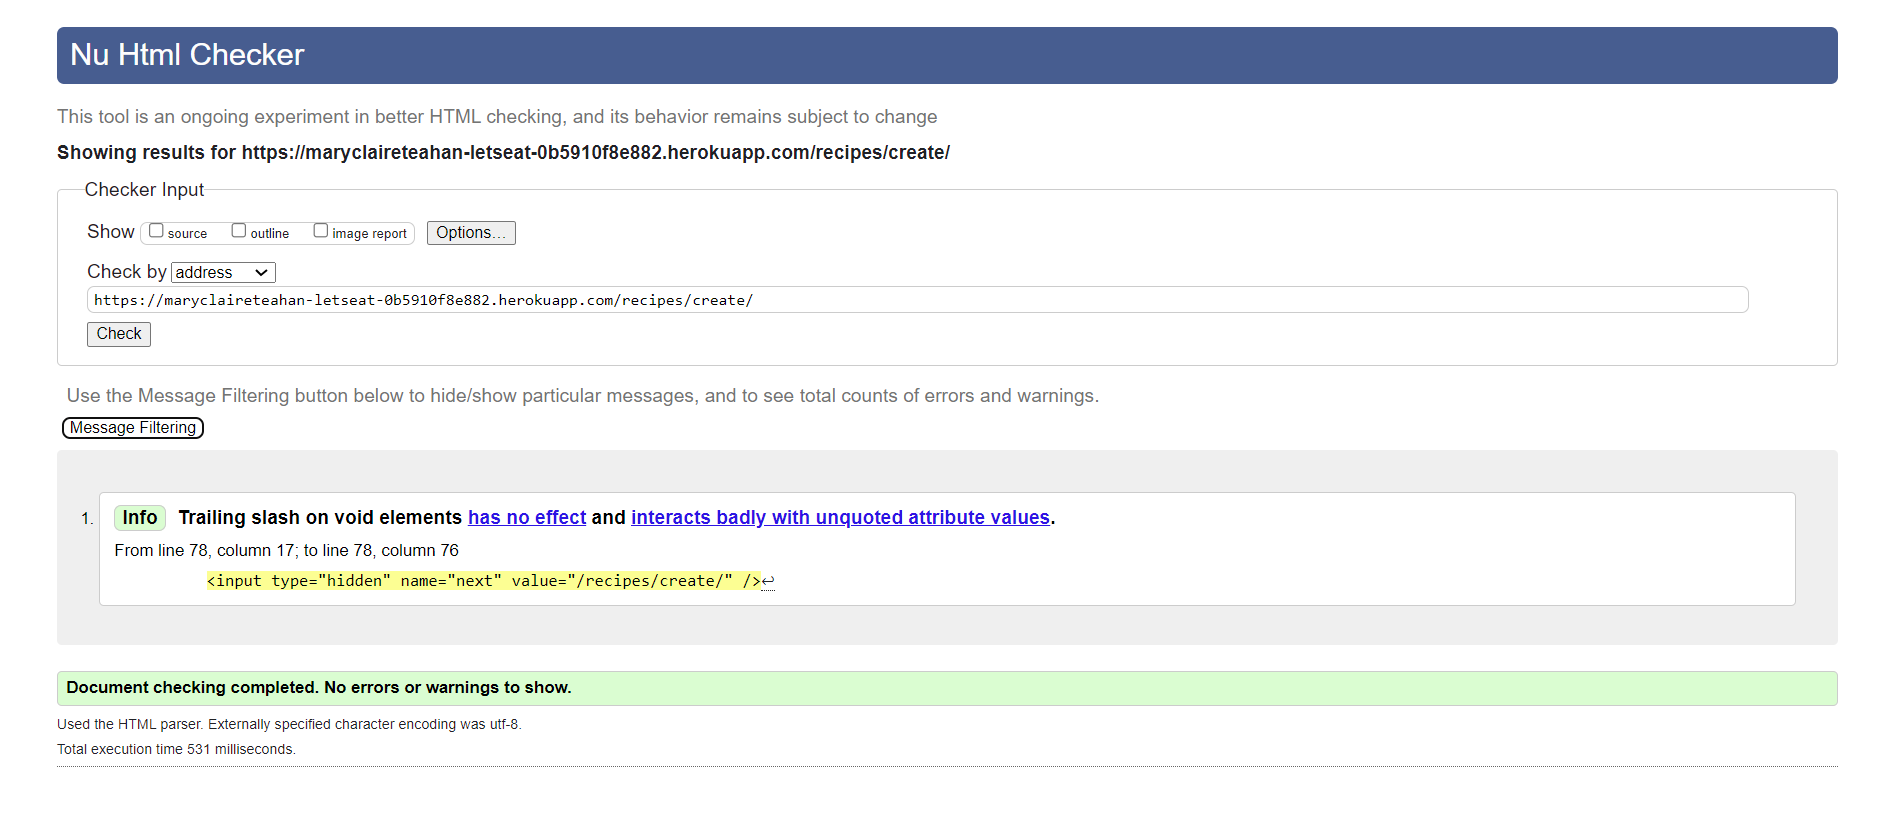 Nu Html Checker
This tool is an ongoing experiment in better HTML checking, and its behavior remains subject to change
Showing results for https://maryclaireteahan-letseat-0b5910f8e882.herokuapp.com/recipes/create/
Checker Input
Show source outline image report Options...
Check by address
https://maryclaireteahan-letseat-0b5910f8e882.herokuapp.com/recipes/create/
Check
Use the Message Filtering button below to hide/show particular messages, and to see total counts of errors and warnings.
Message Filtering
1. Info Trailing slash on void elements has no effect and interacts badly with unquoted attribute values.
From line 78, column 17; to line 78, column 76
<input type="hidden" name="next" value="/recipes/create/" />↩
Document checking completed. No errors or warnings to show.
Used the HTML parser. Externally specified character encoding was utf-8.
Total execution time 531 milliseconds.